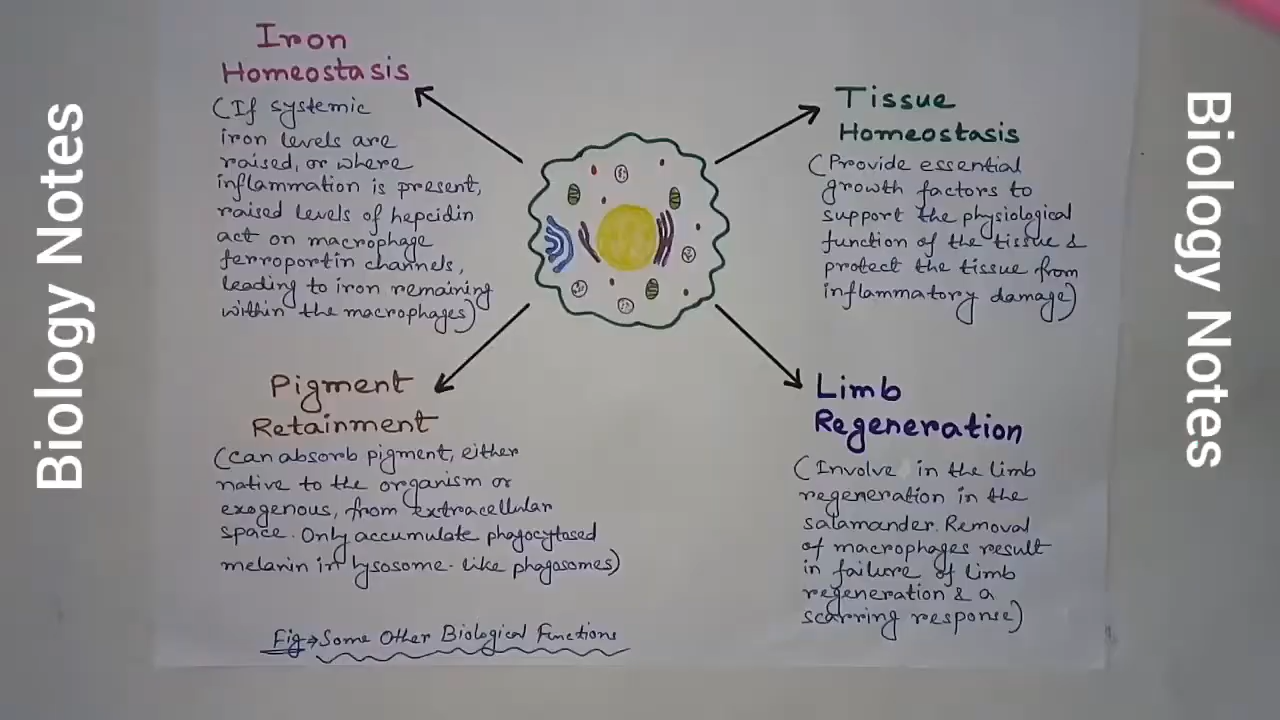 Biology Notes
Iron
Homeostasis
(If systemic
iron levels are
raised, or where
inflammation is present,
raised levels of hepcidin
act on macrophage
ferroportin channels,
leading to iron remaining
within the macrophages)
Tissue
Homeostasis
(Provide essential
growth factors to
support the physiological
function of the tissue &
protect the tissue from
inflammatory damage)
Pigment
Retainment
(can absorb pigment, either
native to the organism or
exogenous, from extracellular
space. Only accumulate phagocytosed
melanin in lysosome-like phagosomes)
Limb
Regeneration
(Involve in the limb
regeneration in the
salamander. Removal
of macrophages result
in failure of limb
regeneration & a
scarring response)
Fig→Some Other Biological Functions
Biology Notes